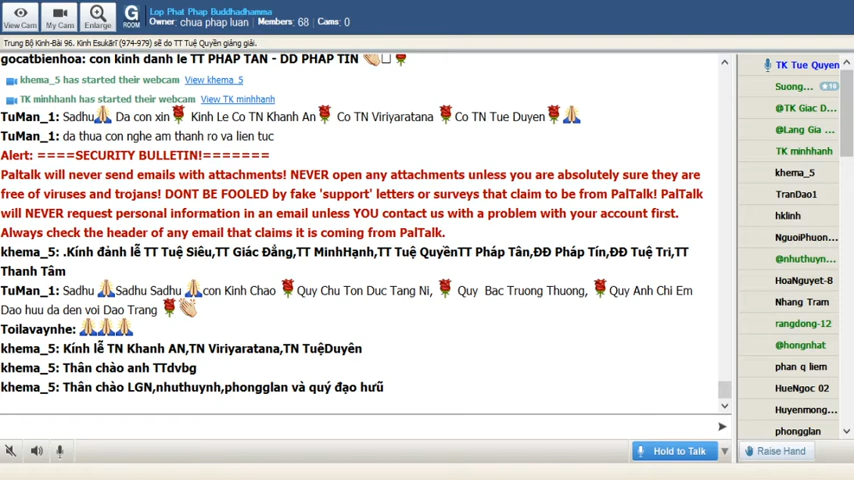 Lop Phat Phap Buddhadhamma
Owner: chua phap luan Members: 68 Cams: 0
View Cam
My Cam
Enlarge
G ROOM
Trung Bộ Kinh-Bài 96. Kinh Esukārī (974-979) sẽ do TT Tuệ Quyền giảng giải.
gocatbienhoa: con kinh danh le TT PHAP TAN - DD PHAP TIN
khema_5 has started their webcam View khema_5
TK minhhanh has started their webcam View TK minhhanh
TuMan_1: Sadhu Da con xin Kinh Le Co TN Khanh An Co TN Viriyaratana Co TN Tue Duyen
TuMan_1: da thua con nghe am thanh ro va lien tuc
Alert: ====SECURITY BULLETIN!=======
Paltalk will never send emails with attachments! NEVER open any attachments unless you are absolutely sure they are
free of viruses and trojans! DONT BE FOOLED by fake 'support' letters or surveys that claim to be from PalTalk! PalTalk
will NEVER request personal information in an email unless YOU contact us with a problem with your account first.
Always check the header of any email that claims it is coming from PalTalk.
khema_5: .Kính đảnh lễ TT Tuệ Siêu,TT Giác Đẳng,TT MinhHạnh,TT Tuệ QuyềnTT Pháp Tân,ĐĐ Pháp Tín,ĐĐ Tuệ Tri,TT
Thanh Tâm
TuMan_1: Sadhu Sadhu Sadhu con Kinh Chao Quy Chu Ton Duc Tang Ni, Quy Bac Truong Thuong, Quy Anh Chi Em
Dao huu da den voi Dao Trang
Toilavaynhe:
khema_5: Kính lễ TN Khanh AN,TN Viriyaratana,TN TuệDuyên
khema_5: Thân chào anh TTdvbg
khema_5: Thân chào LGN,nhuthuynh,phongglan và quý đạo hưũ
Hold to Talk
TK Tue Quyen
Suong...
10
@TK Giac D...
@Lang Gia ...
TK minhhanh
khema_5
TranDao1
hklinh
NguoiPhuon...
@nhuthuyn...
HoaNguyet-8
Nhang Tram
rangdong-12
@hongnhat
phan q liem
HueNgoc 02
Huyenmong...
phongglan
Raise Hand